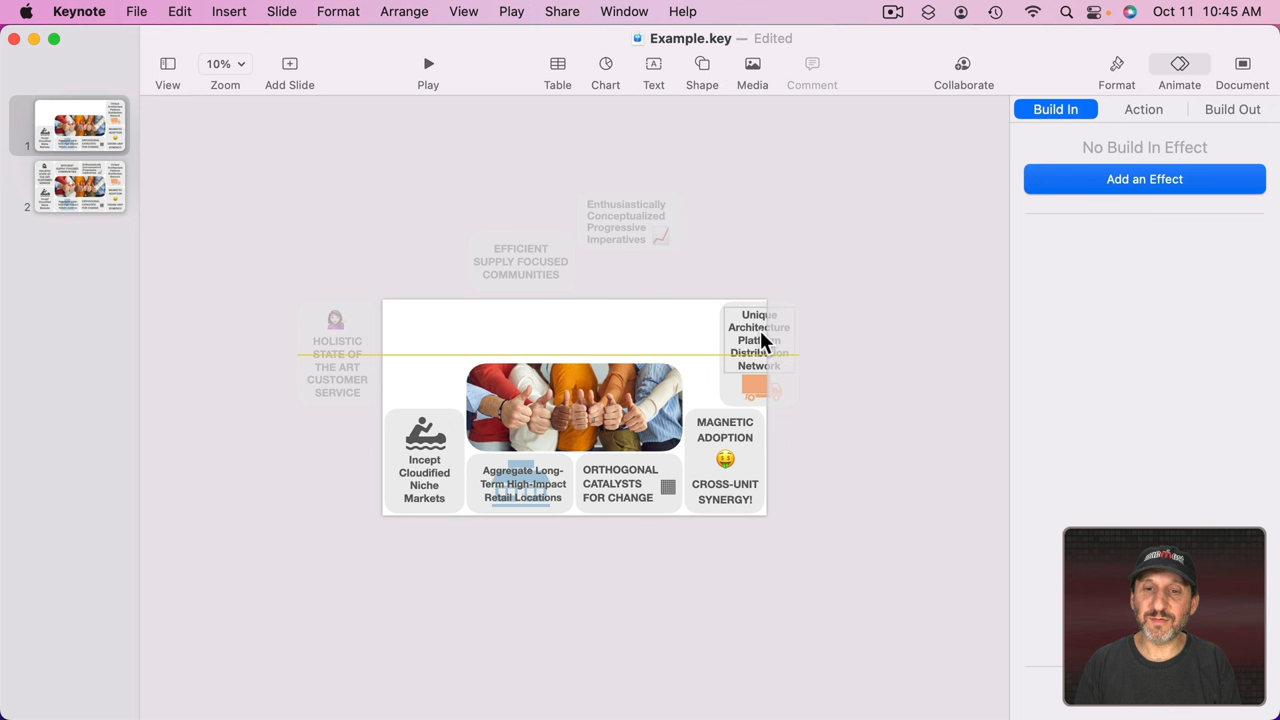 Keynote File Edit Insert Slide Format Arrange View Play Share Window Help Oct 11 10:45 AM
Example.key — Edited
10%
View Zoom Add Slide Play Table Chart Text Shape Media Comment Collaborate Format Animate Document
Build In Action Build Out
No Build In Effect
Add an Effect
1
2
Enthusiastically
Conceptualized
Progressive
Imperatives
EFFICIENT
SUPPLY FOCUSED
COMMUNITIES
HOLISTIC
STATE OF
THE ART
CUSTOMER
SERVICE
Unique
Architecture
Platform
Distribution
Network
Incept
Cloudified
Niche
Markets
Aggregate Long-
Term High-Impact
Retail Locations
ORTHOGONAL
CATALYSTS
FOR CHANGE
MAGNETIC
ADOPTION
CROSS-UNIT
SYNERGY!